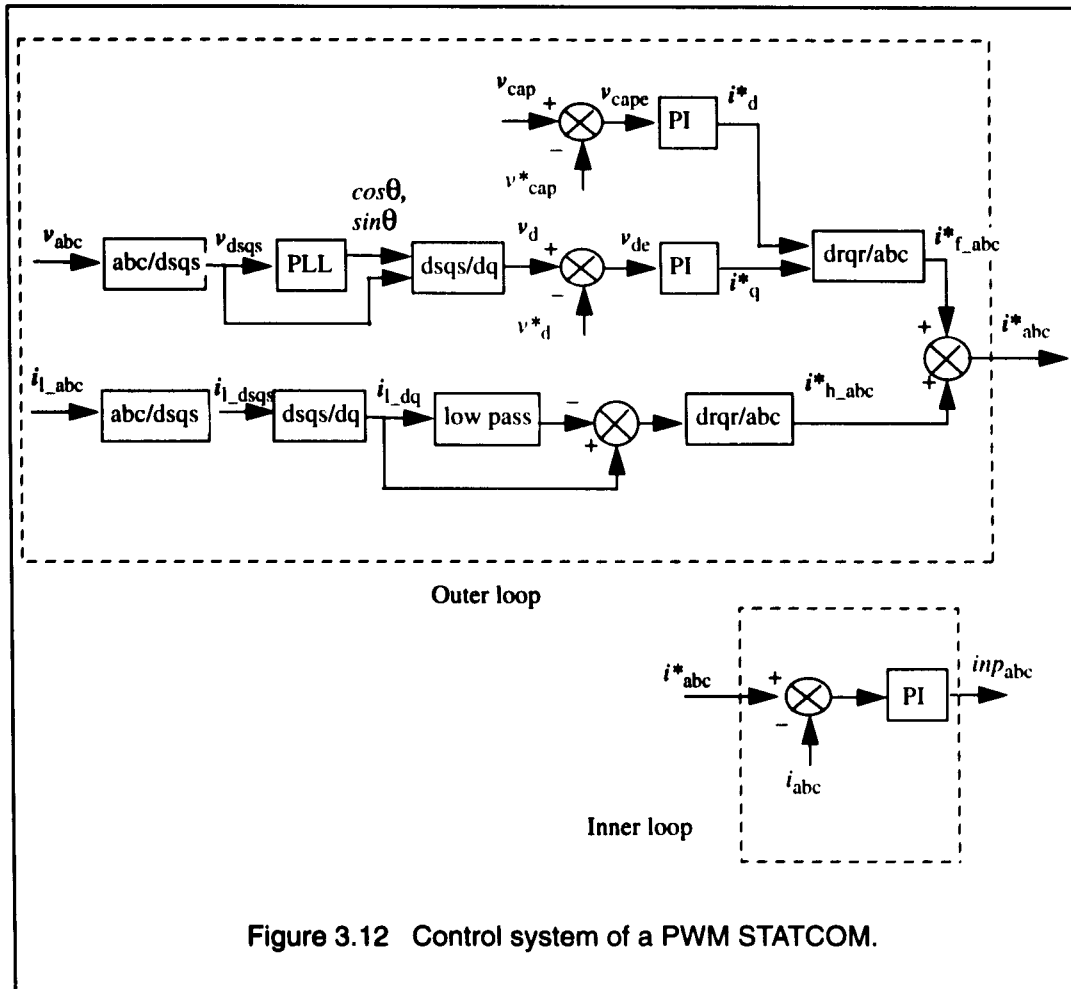 v_cap + v_cape PI i*_d
− v*_cap
cosθ,
sinθ
v_abc abc/dsqs v_dsqs PLL dsqs/dq v_d + v_de PI i*_q drqr/abc i*_f_abc
− v*_d
+ i*_abc
+
i_l_abc abc/dsqs i_l_dsqs dsqs/dq i_l_dq low pass − + drqr/abc i*_h_abc
Outer loop
i*_abc + PI inp_abc
−
i_abc
Inner loop
Figure 3.12 Control system of a PWM STATCOM.